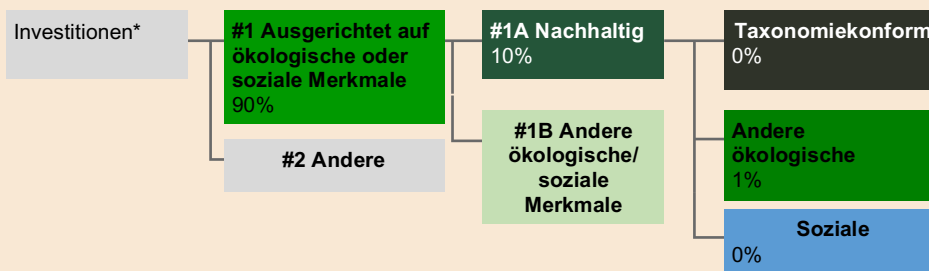 Investitionen*
#1 Ausgerichtet auf
ökologische oder
soziale Merkmale
90%
#2 Andere
#1A Nachhaltig
10%
#1B Andere
ökologische/
soziale
Merkmale
Taxonomiekonform
0%
Andere
ökologische
1%
Soziale
0%